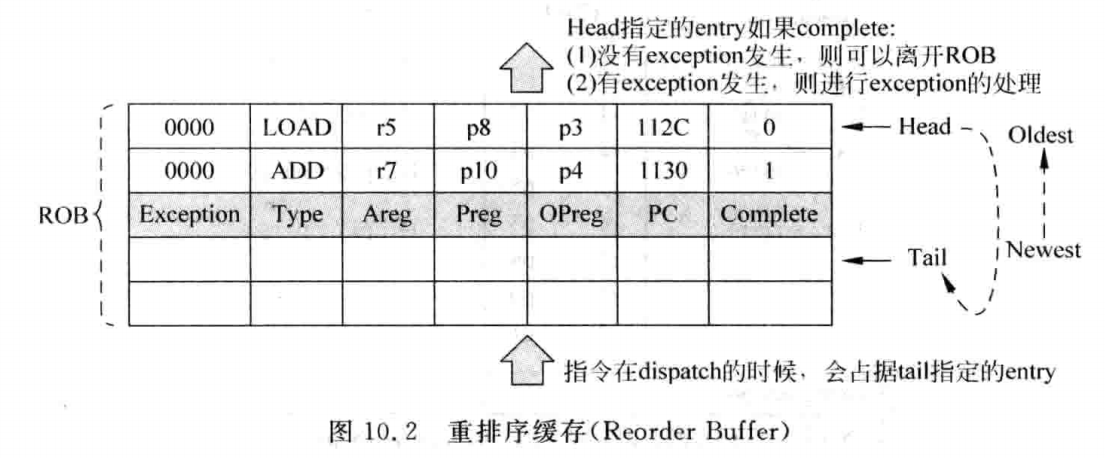 Head指定的entry如果complete:
(1)没有exception发生，则可以离开ROB
(2)有exception发生，则进行exception的处理
0000 LOAD r5 p8 p3 112C 0
Head
Oldest
0000 ADD r7 p10 p4 1130 1
ROB
Exception Type Areg Preg OPreg PC Complete
Tail
Newest
指令在dispatch的时候，会占据tail指定的entry
图 10.2 重排序缓存(Reorder Buffer)